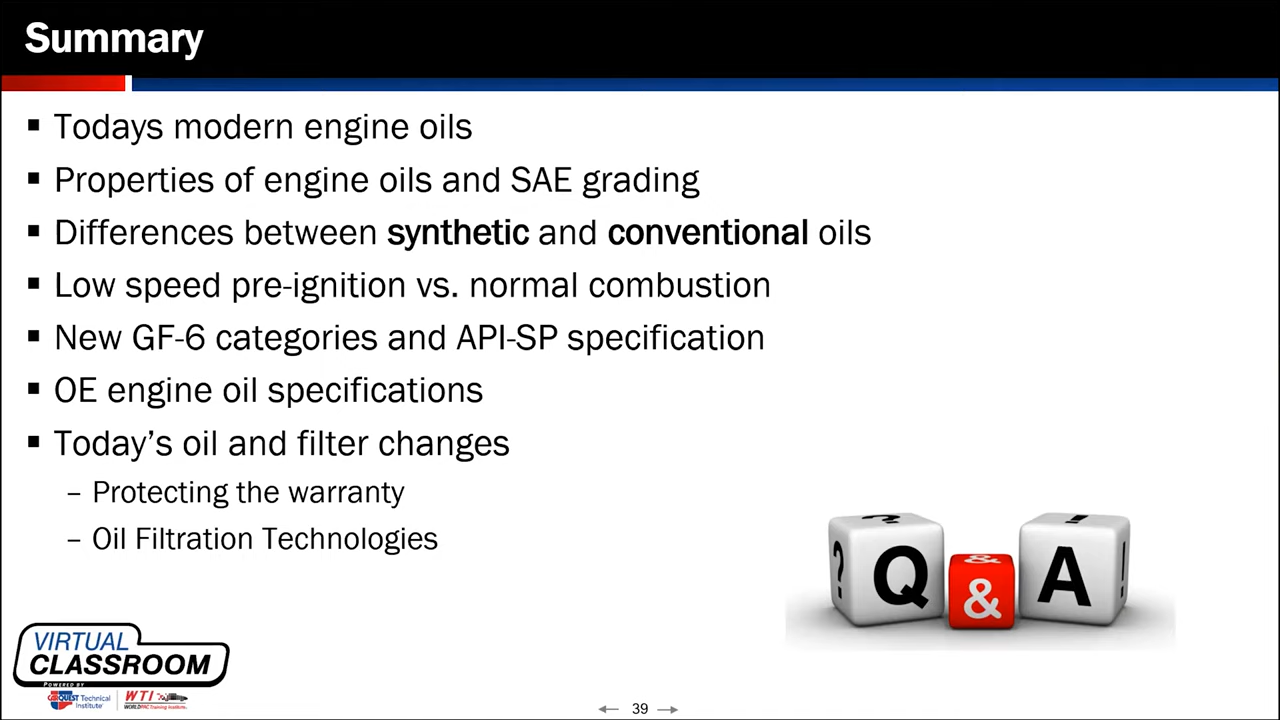 Summary
▪ Todays modern engine oils
▪ Properties of engine oils and SAE grading
▪ Differences between synthetic and conventional oils
▪ Low speed pre-ignition vs. normal combustion
▪ New GF-6 categories and API-SP specification
▪ OE engine oil specifications
▪ Today’s oil and filter changes
– Protecting the warranty
– Oil Filtration Technologies
? & !
? Q & A !
VIRTUAL
CLASSROOM
POWERED BY
CARQUEST Technical Institute
WTI
WORLDPAC Training Institute
39